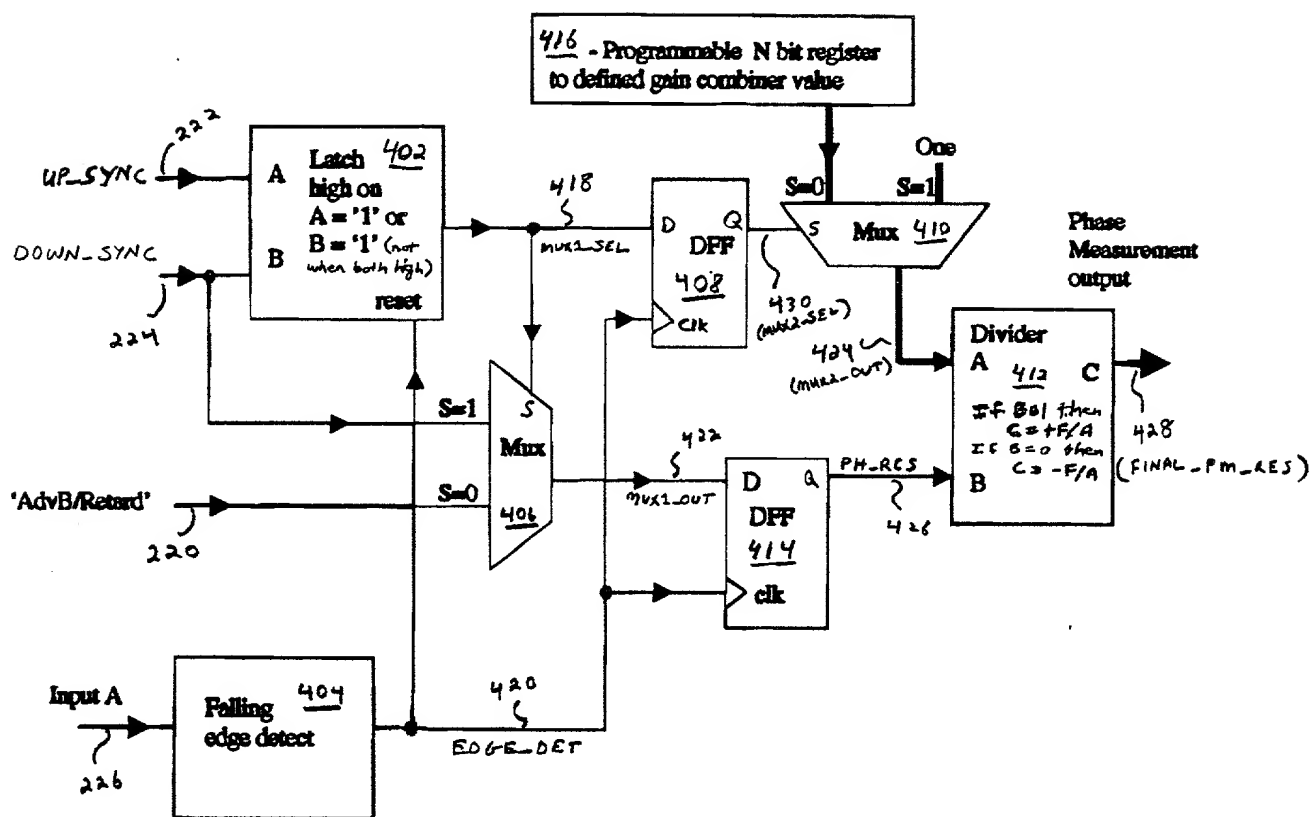 416 - Programmable N bit register
to defined gain combiner value
222
UP_SYNC
A
Latch 402
high on
A = '1' or
B = '1' (not
when both high)
B
reset
DOWN_SYNC
224
418
MUX1_SEL
D Q
DFF
408
clk
430
(MUX2_SEL)
One
S=0
S=1
S
Mux 410
424
(MUX2_OUT)
Phase
Measurement
output
Divider
A 412 C
If B=1 then
C=+F/A
If B=0 then
C=-F/A
B
428
(FINAL_PM_RES)
S=1
S
Mux
S=0
406
422
MUX1_OUT
D Q
DFF
414
clk
PH_RES
426
'AdvB/Retard'
220
Input A
226
404
Falling
edge detect
420
EDGE_DET